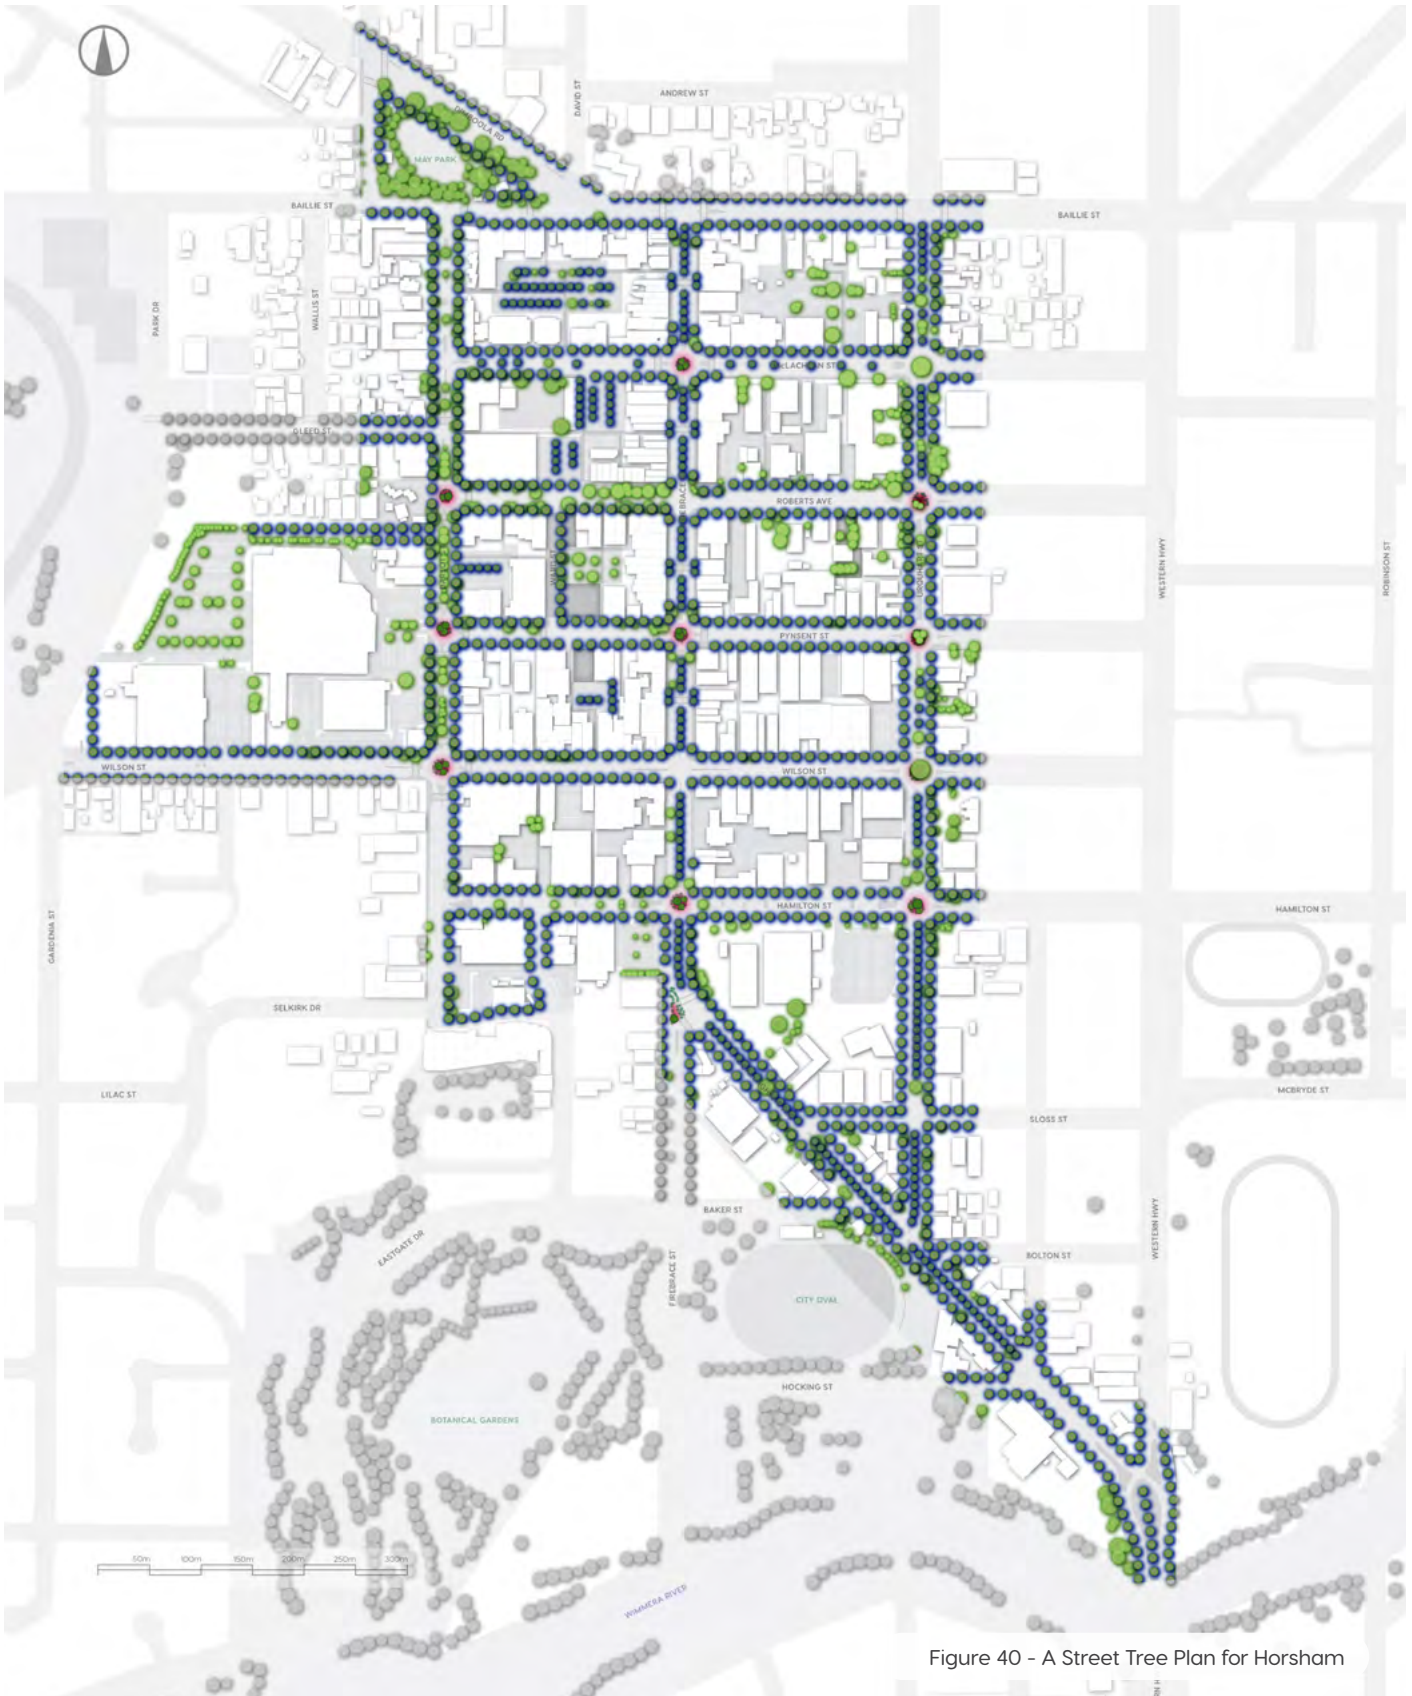 ANDREW ST
DAVID ST
MAY PARK
BAILLIE ST
BAILLIE ST
PARK DR
WALLIS ST
ROBERTS AVE
WESTERN HWY
ROBINSON ST
PYNSENT ST
WILSON ST
WILSON ST
HAMILTON ST
HAMILTON ST
GARDENIA ST
SELKIRK DR
LILAC ST
MCBRYDE ST
SLOSS ST
BAKER ST
EASTGATE DR
FIREBRACE ST
WESTERN HWY
BOLTON ST
CITY OVAL
HOCKING ST
BOTANICAL GARDENS
50m 100m 150m 200m 250m 300m
WIMMERA RIVER
Figure 40 - A Street Tree Plan for Horsham